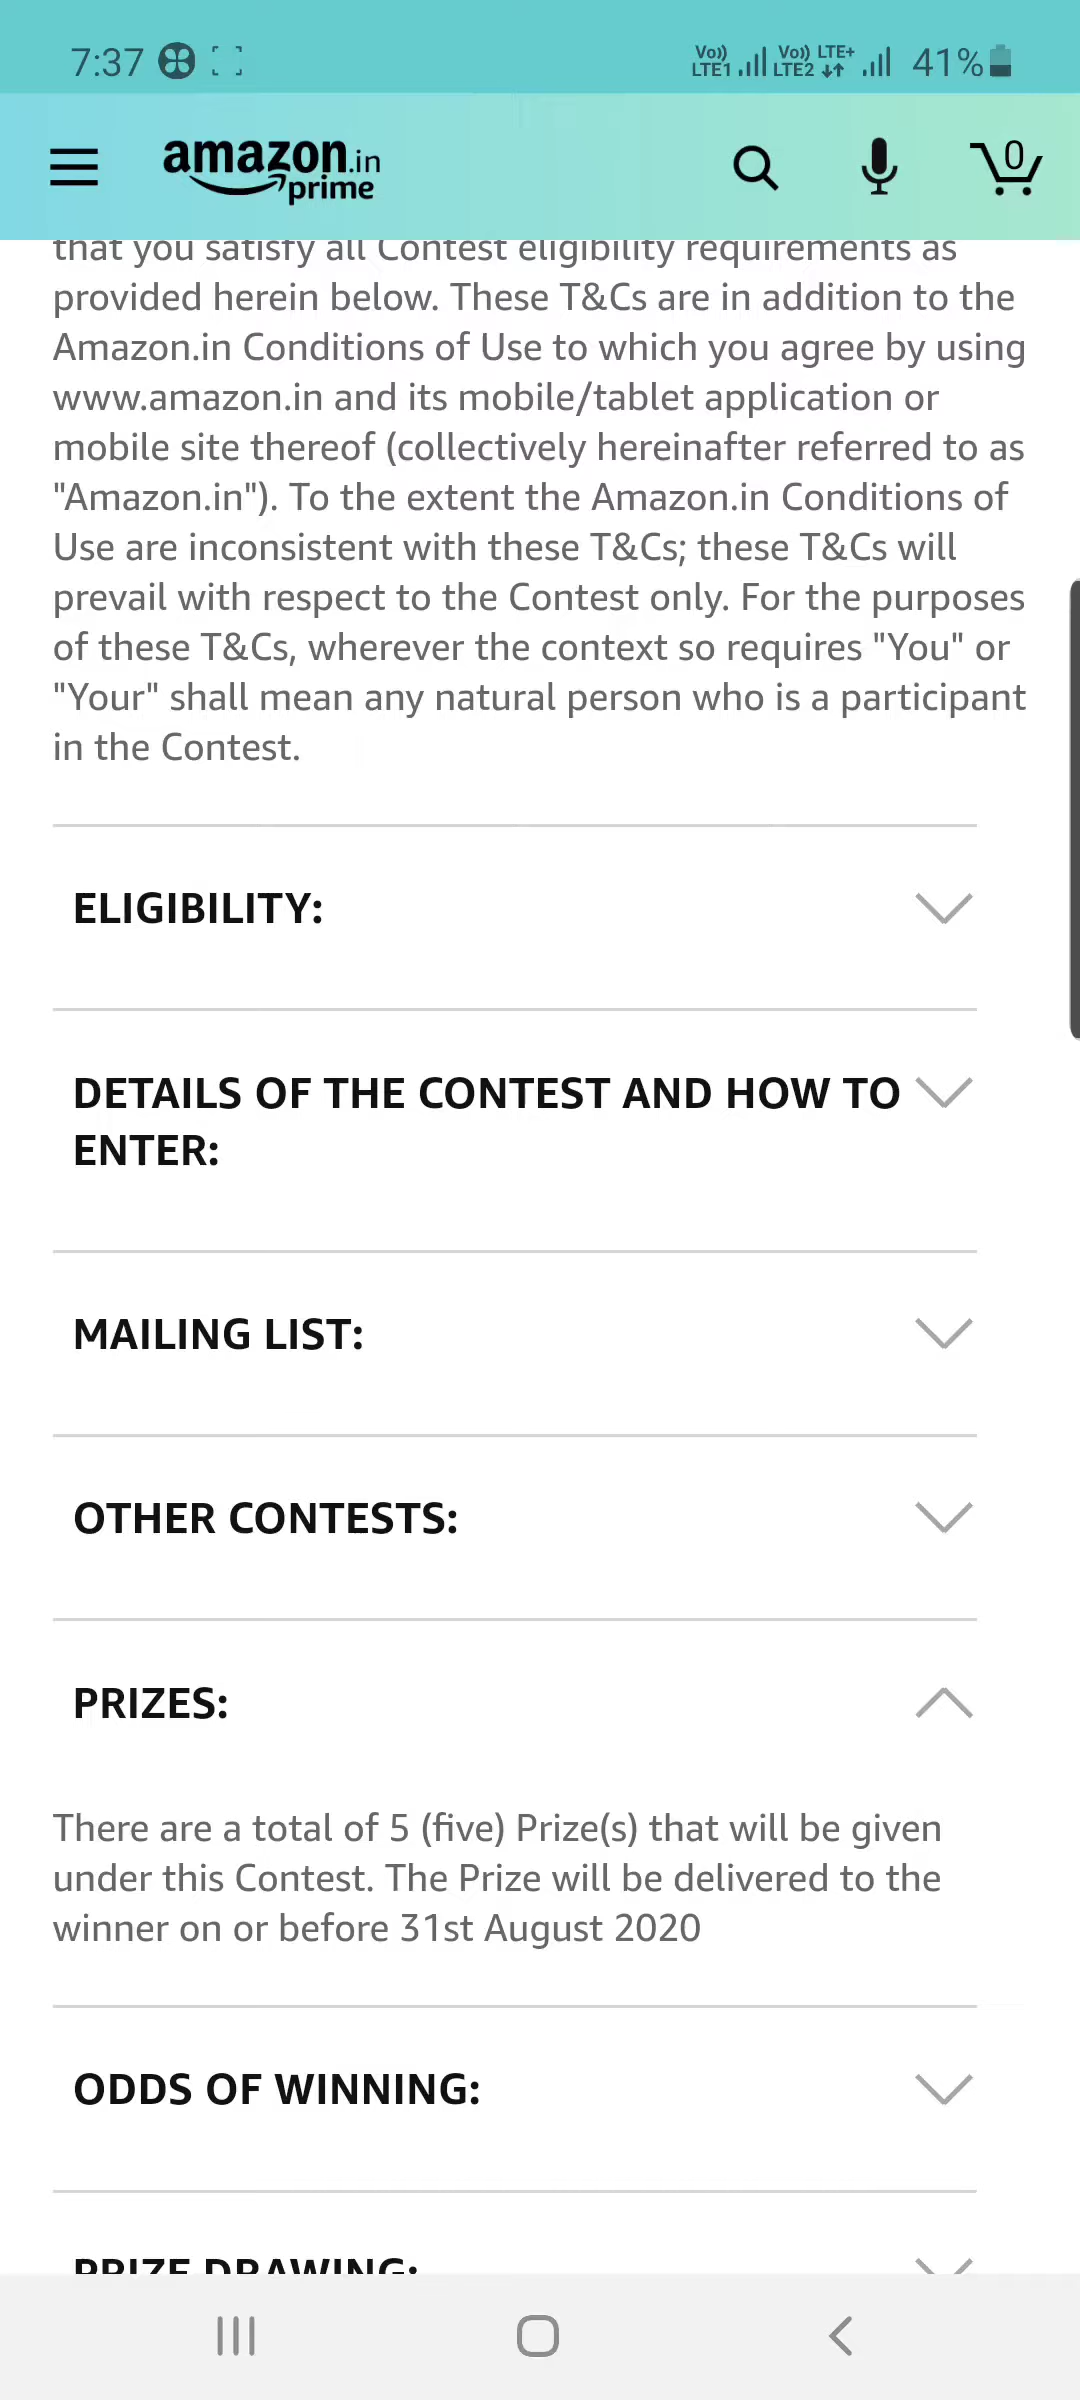 7:37
Vo)) LTE1 Vo)) LTE2 LTE+ 41%
amazon.in
prime
0
that you satisfy all Contest eligibility requirements as
provided herein below. These T&Cs are in addition to the
Amazon.in Conditions of Use to which you agree by using
www.amazon.in and its mobile/tablet application or
mobile site thereof (collectively hereinafter referred to as
"Amazon.in"). To the extent the Amazon.in Conditions of
Use are inconsistent with these T&Cs; these T&Cs will
prevail with respect to the Contest only. For the purposes
of these T&Cs, wherever the context so requires "You" or
"Your" shall mean any natural person who is a participant
in the Contest.
ELIGIBILITY:
DETAILS OF THE CONTEST AND HOW TO
ENTER:
MAILING LIST:
OTHER CONTESTS:
PRIZES:
There are a total of 5 (five) Prize(s) that will be given
under this Contest. The Prize will be delivered to the
winner on or before 31st August 2020
ODDS OF WINNING:
PRIZE DRAWING: